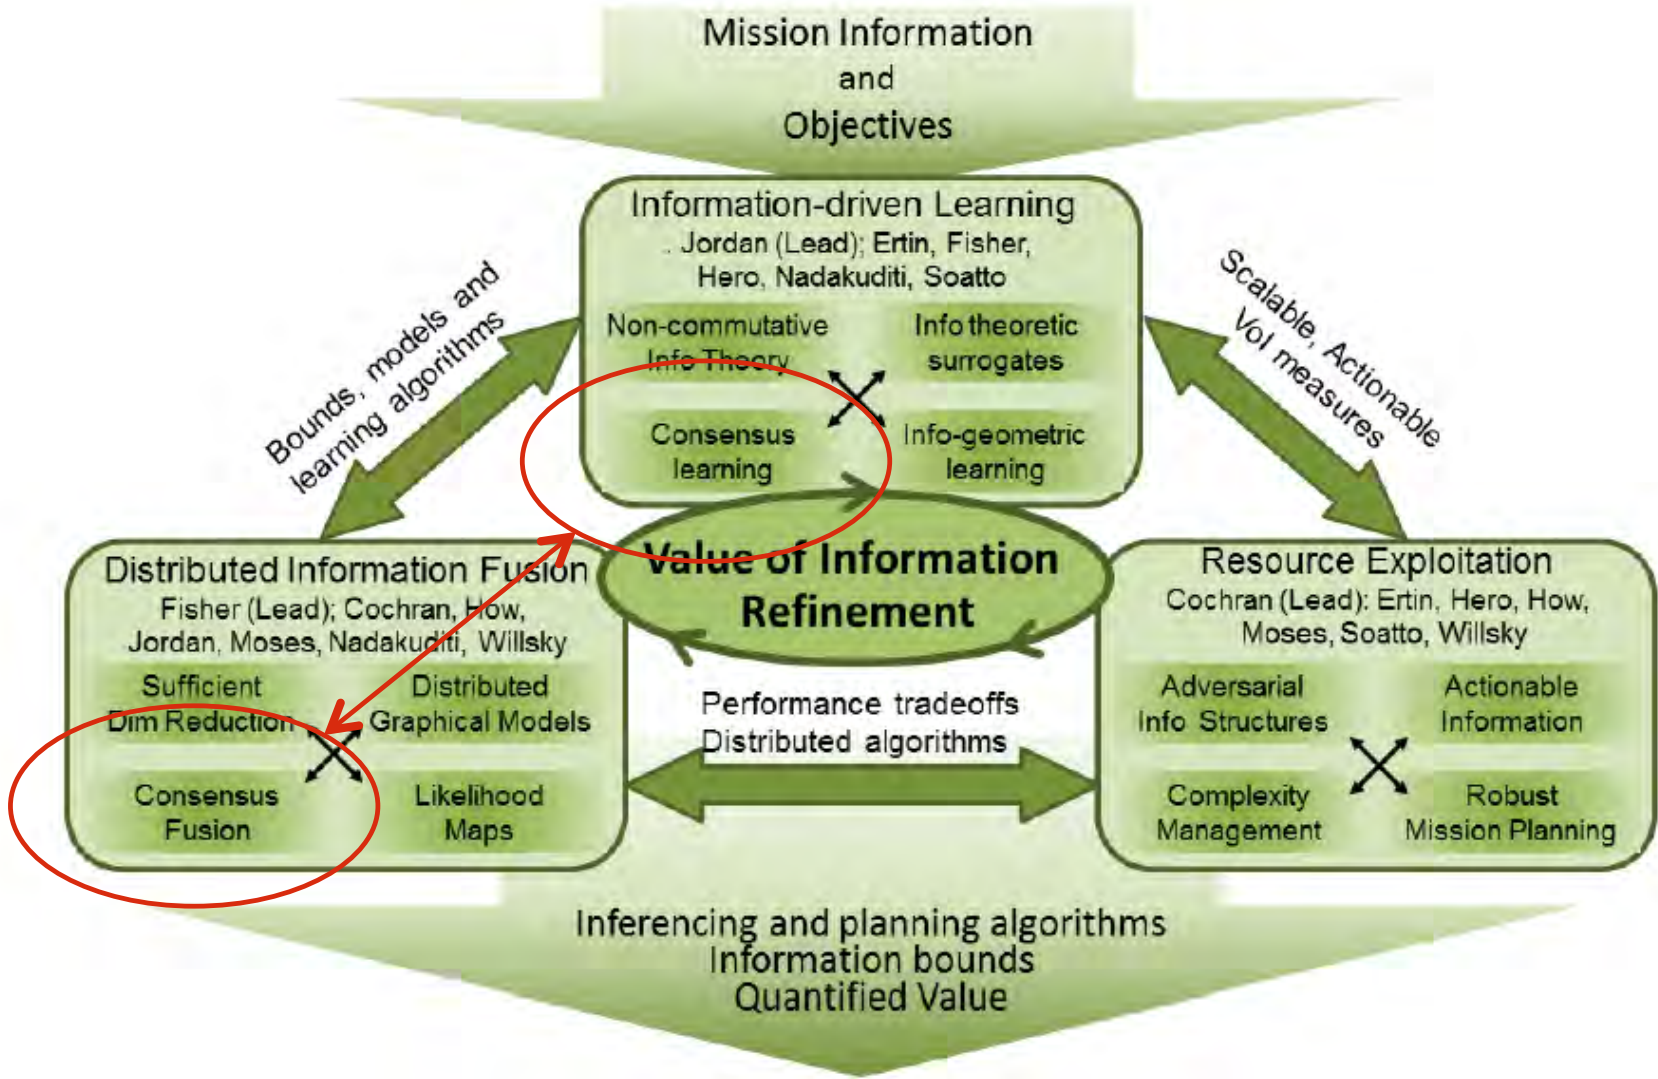 Mission Information
and
Objectives
Information-driven Learning
. Jordan (Lead); Ertin, Fisher,
Hero, Nadakuditi, Soatto
Non-commutative
Info Theory
Info theoretic
surrogates
Consensus
learning
Info-geometric
learning
Bounds, models and
learning algorithms
Scalable, Actionable
VoI measures
Value of Information
Refinement
Distributed Information Fusion
Fisher (Lead); Cochran, How,
Jordan, Moses, Nadakuditi, Willsky
Sufficient
Dim Reduction
Distributed
Graphical Models
Consensus
Fusion
Likelihood
Maps
Performance tradeoffs
Distributed algorithms
Resource Exploitation
Cochran (Lead): Ertin, Hero, How,
Moses, Soatto, Willsky
Adversarial
Info Structures
Actionable
Information
Complexity
Management
Robust
Mission Planning
Inferencing and planning algorithms
Information bounds
Quantified Value